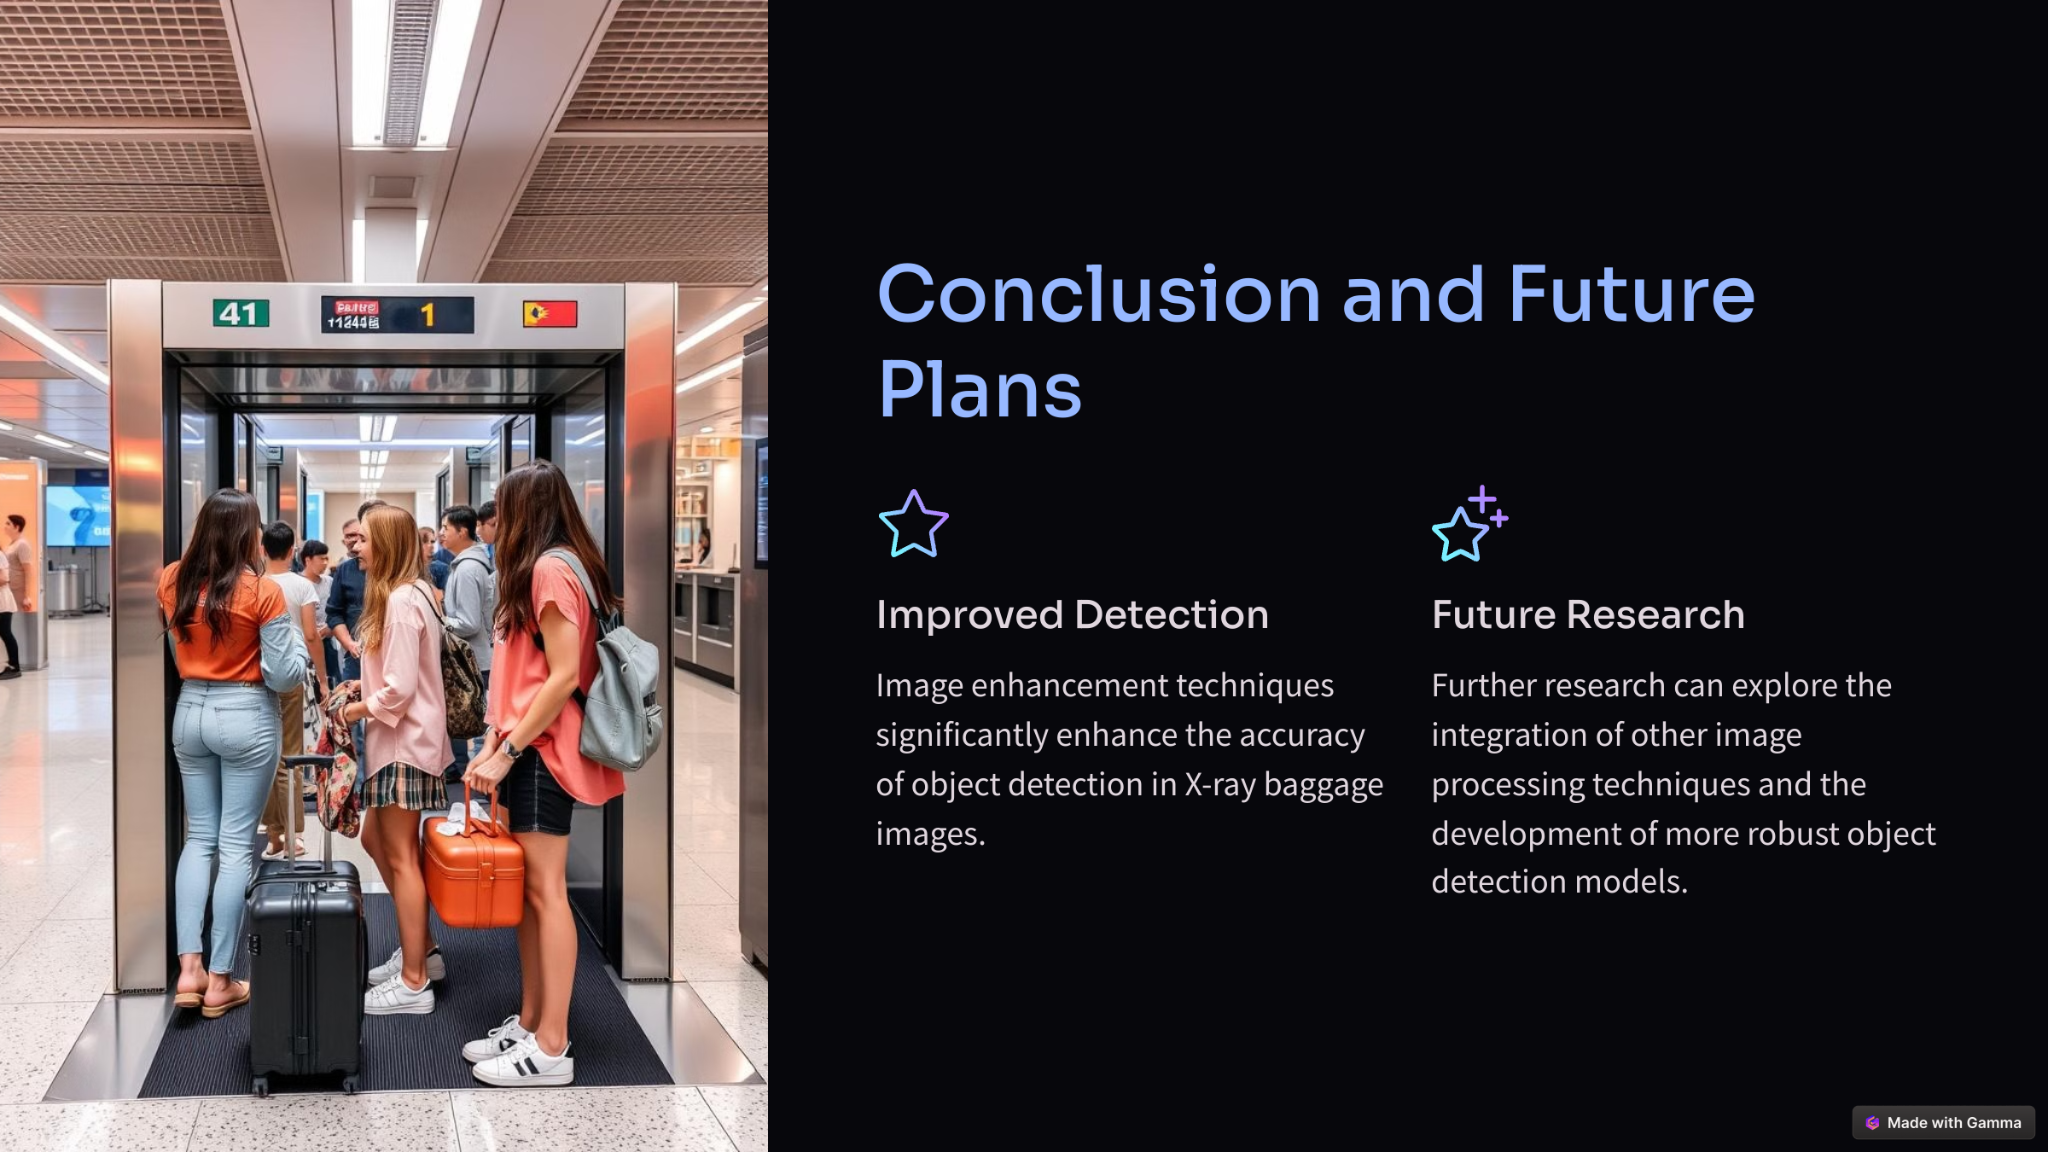 41
1
Conclusion and Future
Plans
Improved Detection
Image enhancement techniques
significantly enhance the accuracy
of object detection in X-ray baggage
images.
Future Research
Further research can explore the
integration of other image
processing techniques and the
development of more robust object
detection models.
Made with Gamma